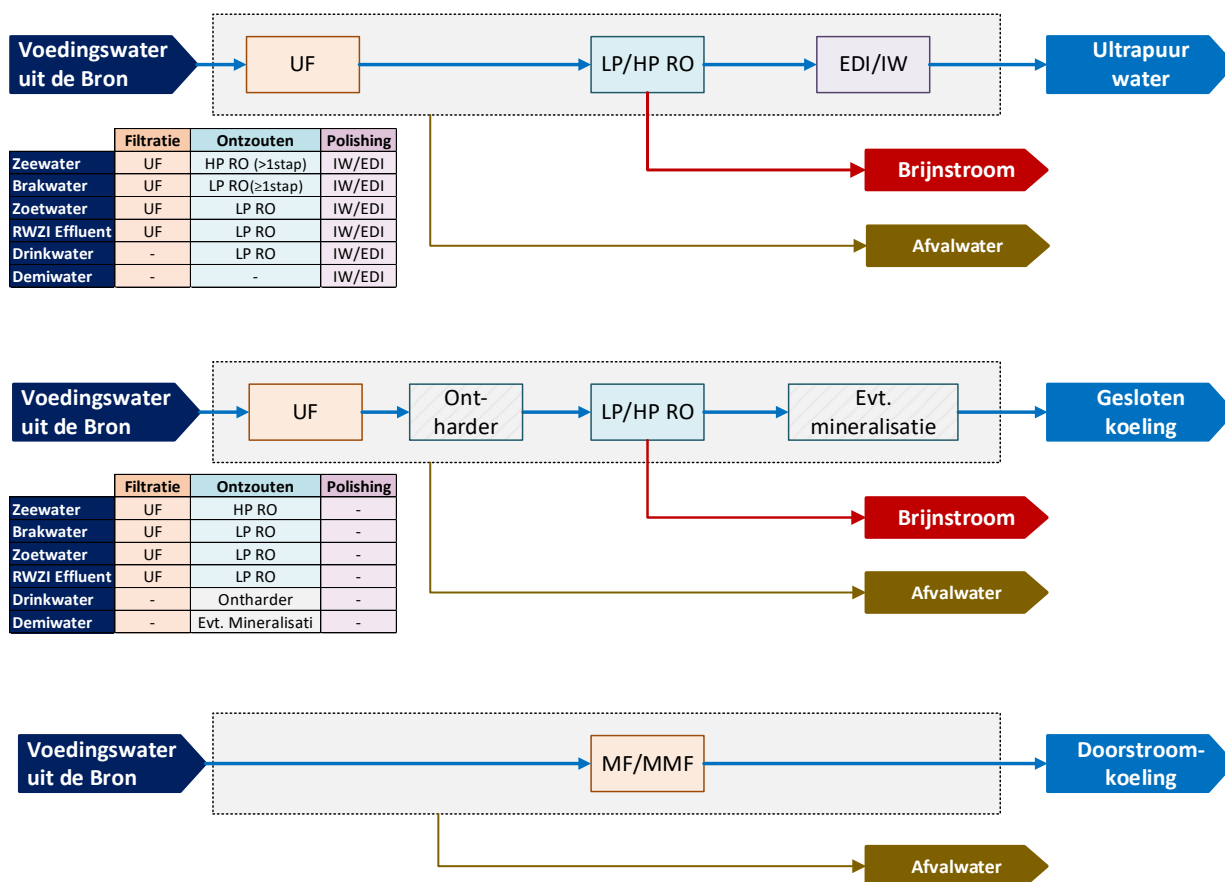 Voedingswater
uit de Bron
UF
LP/HP RO
EDI/IW
Ultrapuur
water
Brijnstroom
Afvalwater
Filtratie Ontzouten Polishing
Zeewater UF HP RO (>1stap) IW/EDI
Brakwater UF LP RO(≥1stap) IW/EDI
Zoetwater UF LP RO IW/EDI
RWZI Effluent UF LP RO IW/EDI
Drinkwater - LP RO IW/EDI
Demiwater - - IW/EDI
Voedingswater
uit de Bron
UF
Ont-
harder
LP/HP RO
Evt.
mineralisatie
Gesloten
koeling
Brijnstroom
Afvalwater
Filtratie Ontzouten Polishing
Zeewater UF HP RO -
Brakwater UF LP RO -
Zoetwater UF LP RO -
RWZI Effluent UF LP RO -
Drinkwater - Ontharder -
Demiwater - Evt. Mineralisati -
Voedingswater
uit de Bron
MF/MMF
Doorstroom-
koeling
Afvalwater